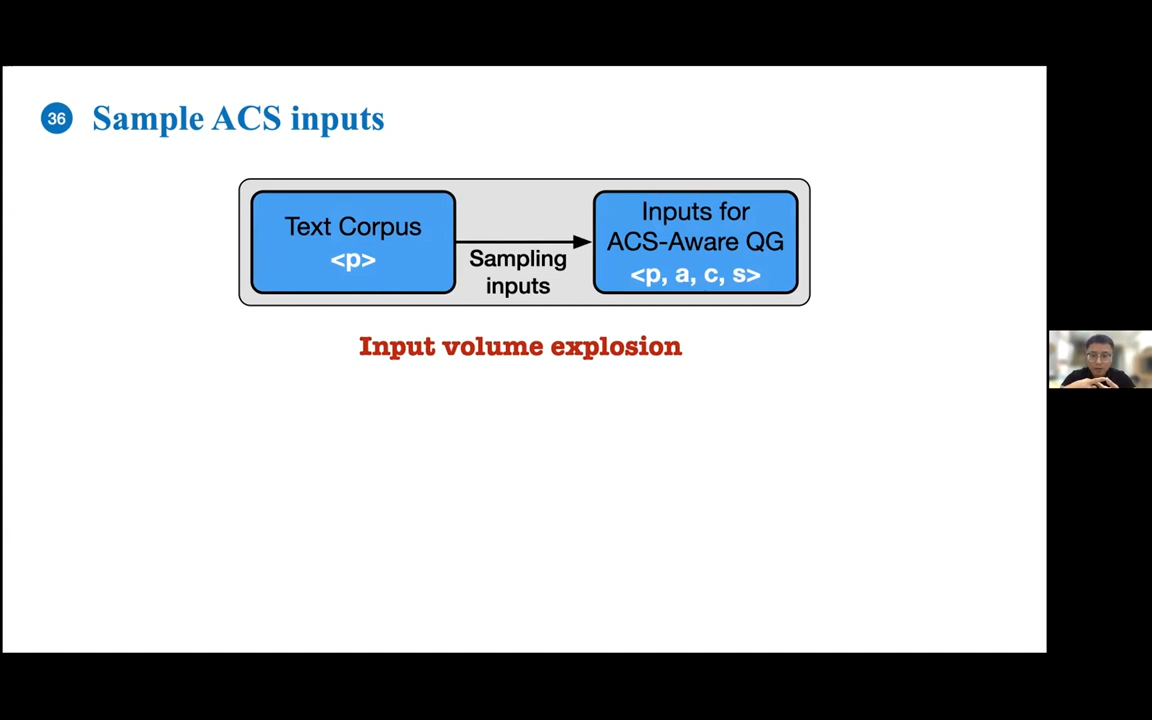 36
Sample ACS inputs
Text Corpus
<p>
Sampling
inputs
Inputs for
ACS-Aware QG
<p, a, c, s>
Input volume explosion